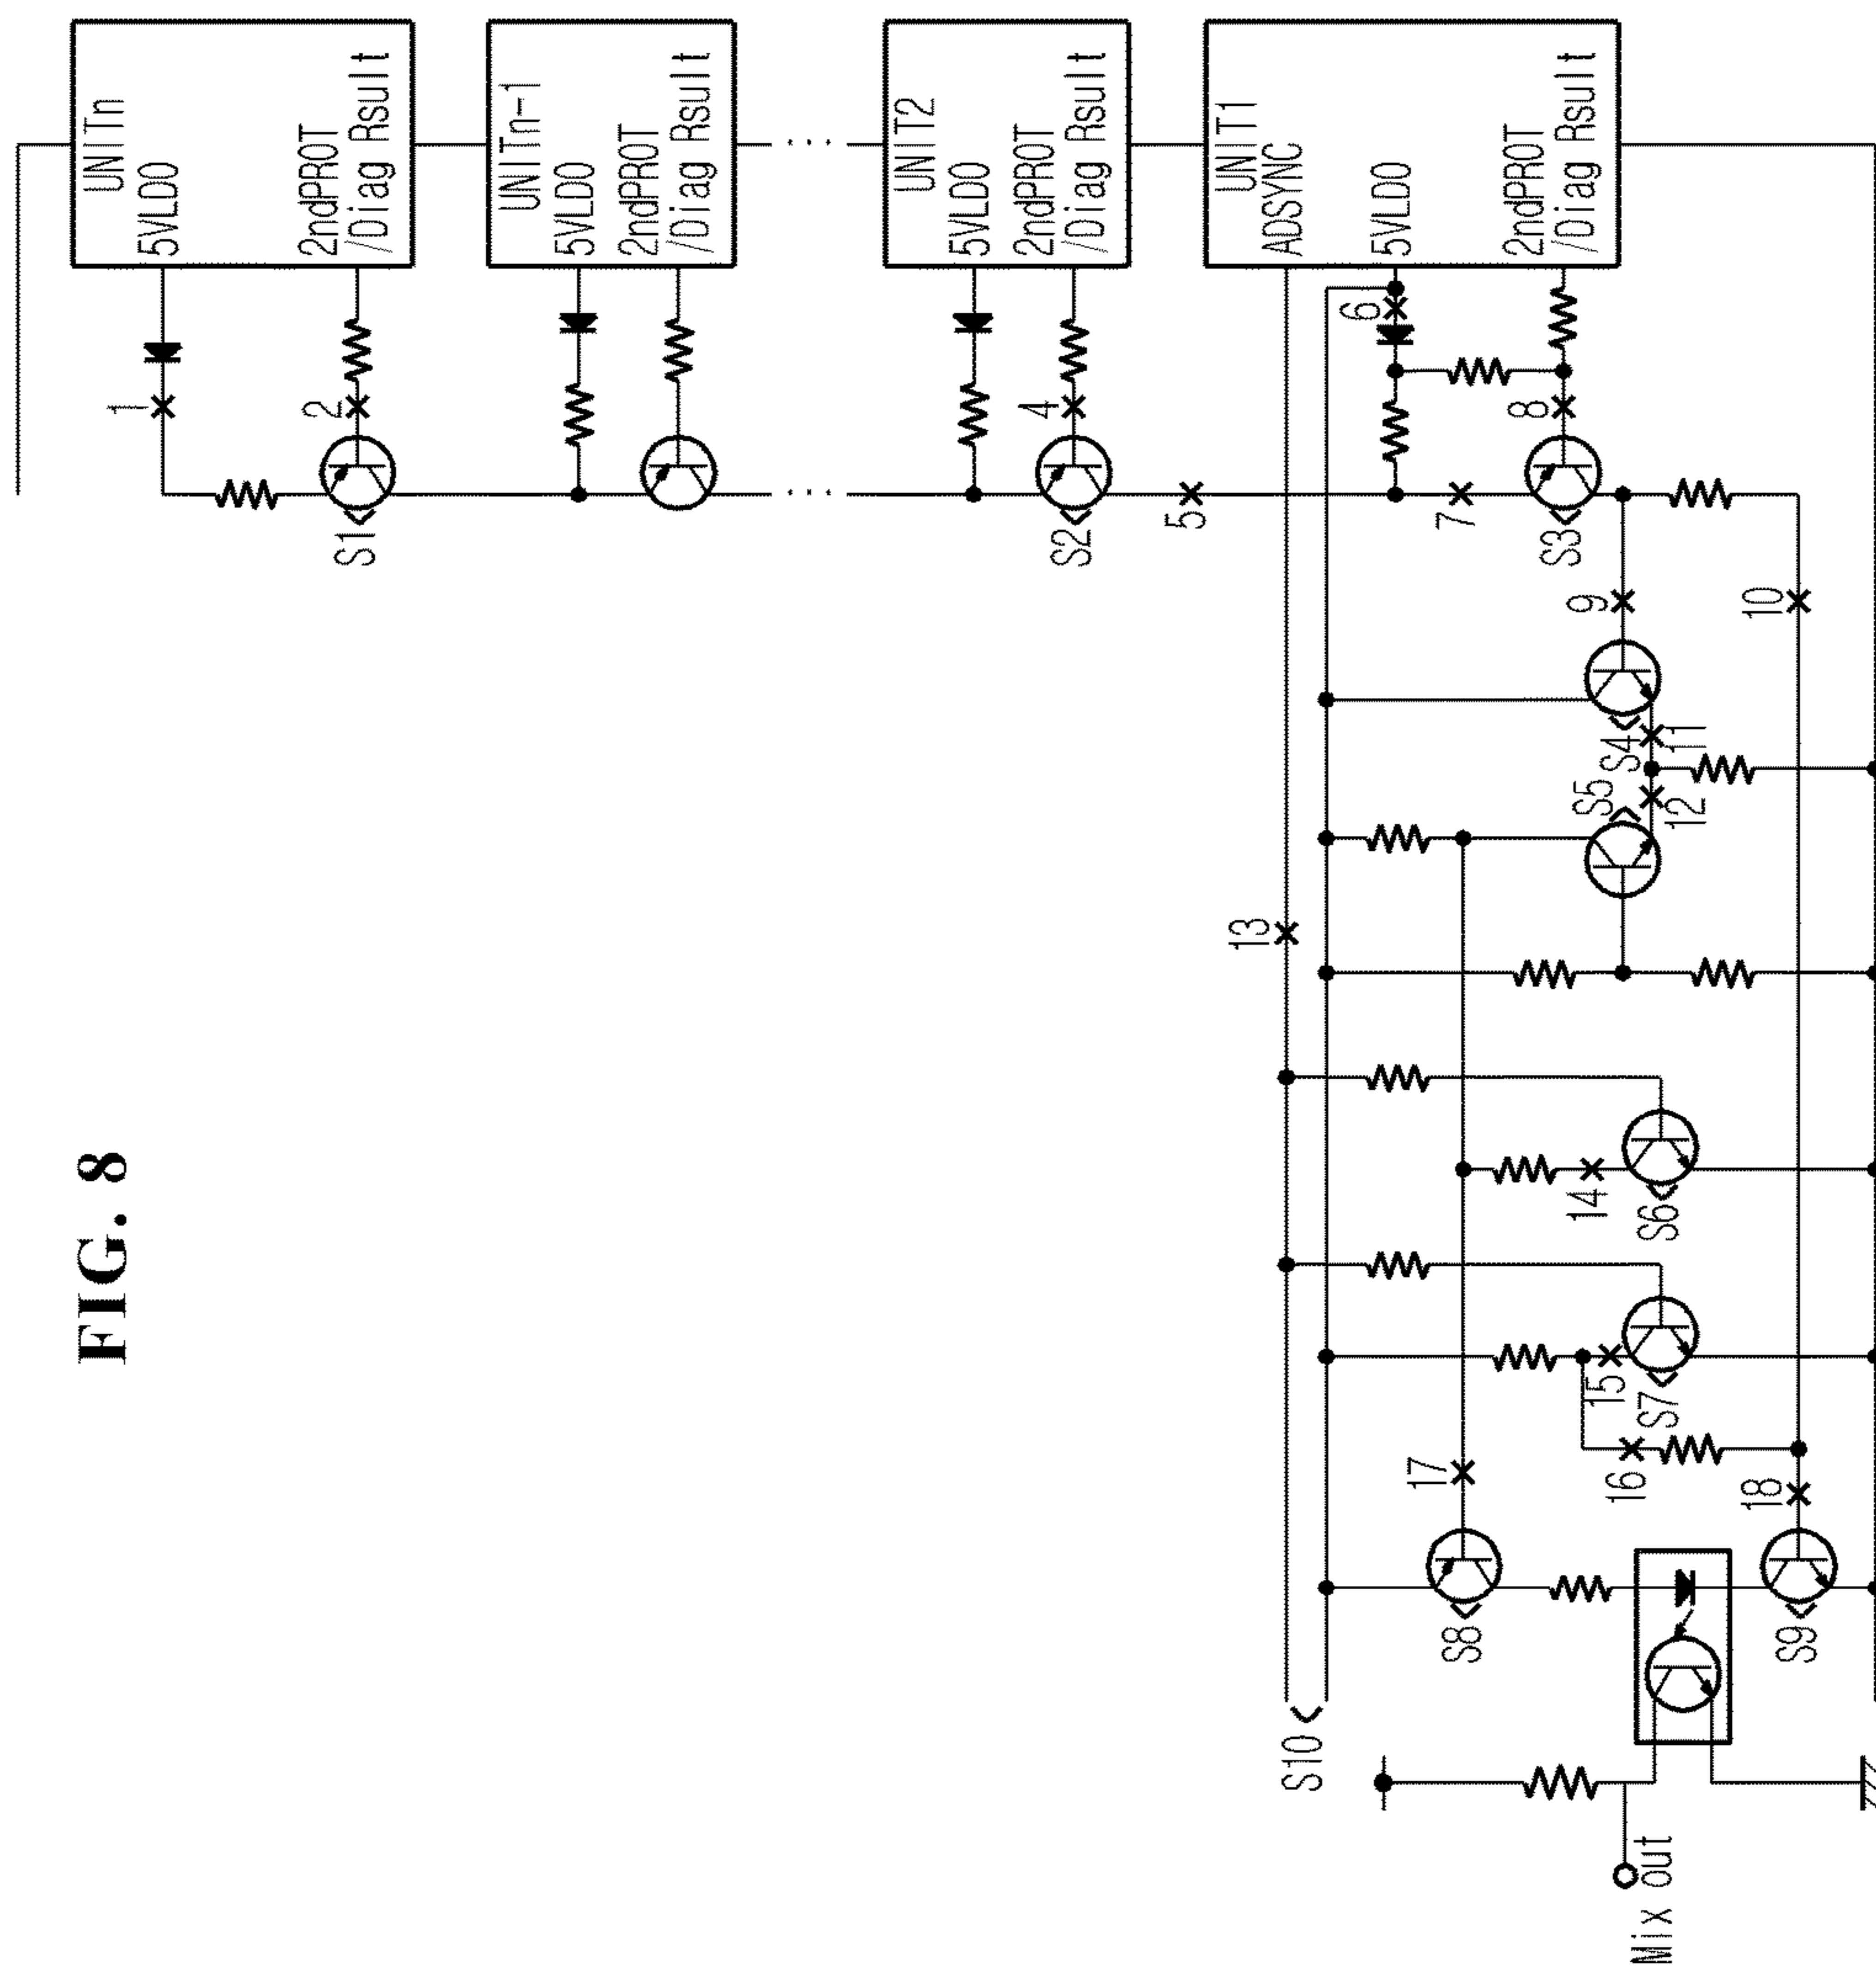 FIG. 8
UNITn
5VLDO
2ndPROT
/Diag Rsult
UNITn-1
5VLDO
2ndPROT
/Diag Rsult
UNIT2
5VLDO
2ndPROT
/Diag Rsult
UNIT1
ADSYNC
5VLDO
2ndPROT
/Diag Rsult
1
2
S1
...
...
4
S2
5
6
7
8
S3
9
10
S4
11
S5
12
13
14
S6
15
S7
16
17
18
S8
S9
S10
Mix out